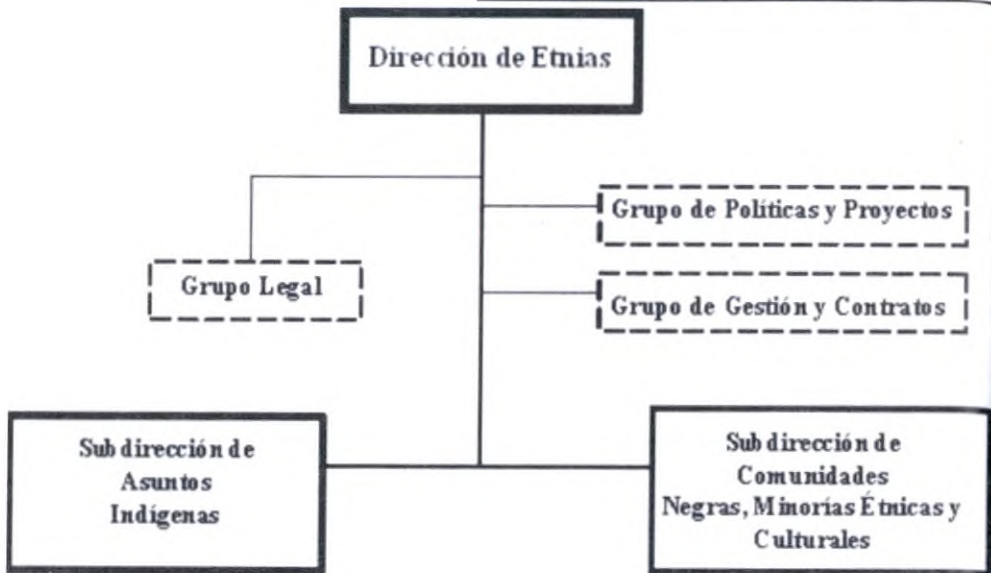 Dirección de Etnias
Grupo de Políticas y Proyectos
Grupo Legal
Grupo de Gestión y Contratos
Subdirección de
Asuntos
Indígenas
Subdirección de
Comunidades
Negras, Minorías Étnicas y
Culturales